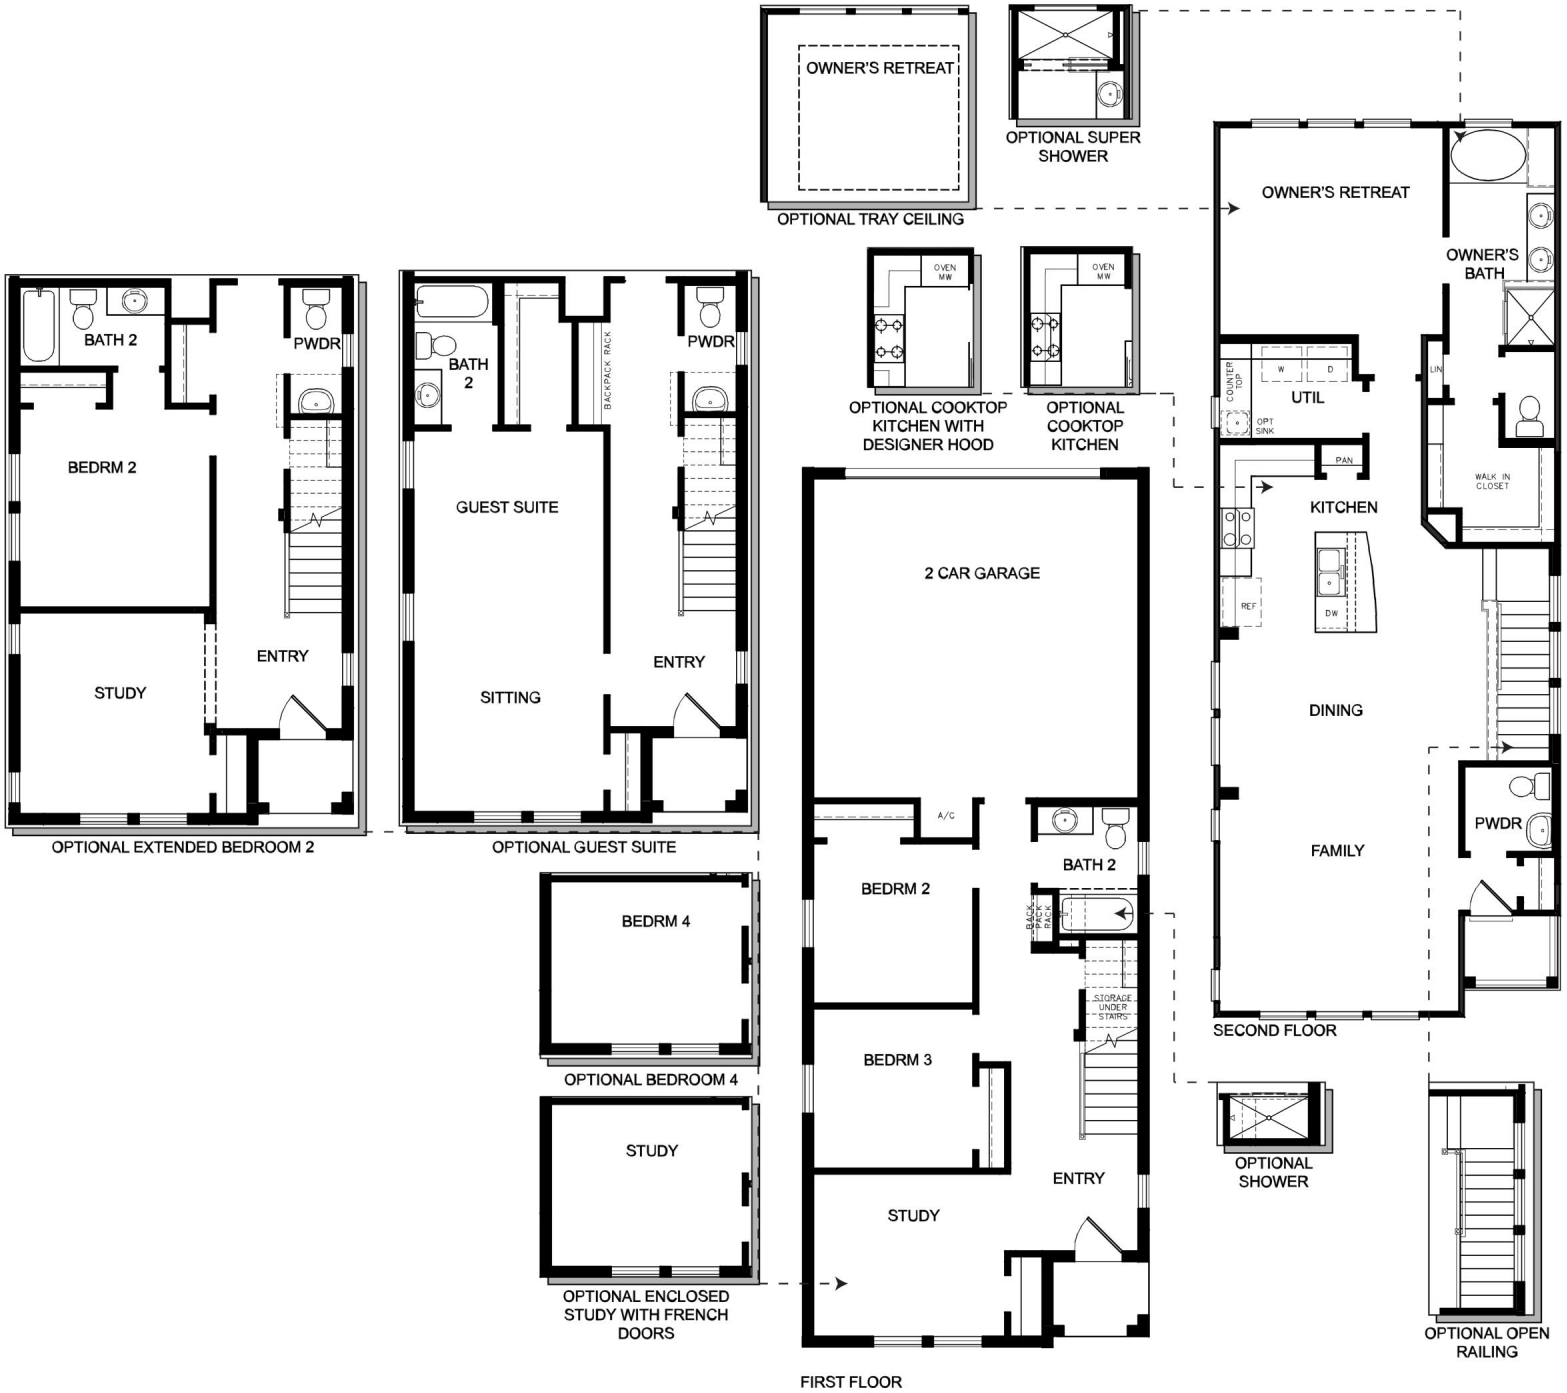 OWNER'S RETREAT
OPTIONAL TRAY CEILING
OPTIONAL SUPER
SHOWER
OWNER'S RETREAT
OWNER'S
BATH
OVEN
MW
OPTIONAL COOKTOP
KITCHEN WITH
DESIGNER HOOD
OVEN
MW
OPTIONAL
COOKTOP
KITCHEN
COUNTER
TOP
W
D
UTIL
OPT
SINK
LIN
PAN
KITCHEN
WALK IN
CLOSET
REF
DW
DINING
PWDR
FAMILY
SECOND FLOOR
BATH 2
PWDR
BEDRM 2
ENTRY
STUDY
OPTIONAL EXTENDED BEDROOM 2
BATH
2
BACKPACK RACK
PWDR
GUEST SUITE
ENTRY
SITTING
OPTIONAL GUEST SUITE
BEDRM 4
OPTIONAL BEDROOM 4
STUDY
OPTIONAL ENCLOSED
STUDY WITH FRENCH
DOORS
2 CAR GARAGE
A/C
BATH 2
BEDRM 2
BACK
PACK
RACK
STORAGE
UNDER
STAIRS
BEDRM 3
ENTRY
STUDY
FIRST FLOOR
OPTIONAL
SHOWER
OPTIONAL OPEN
RAILING